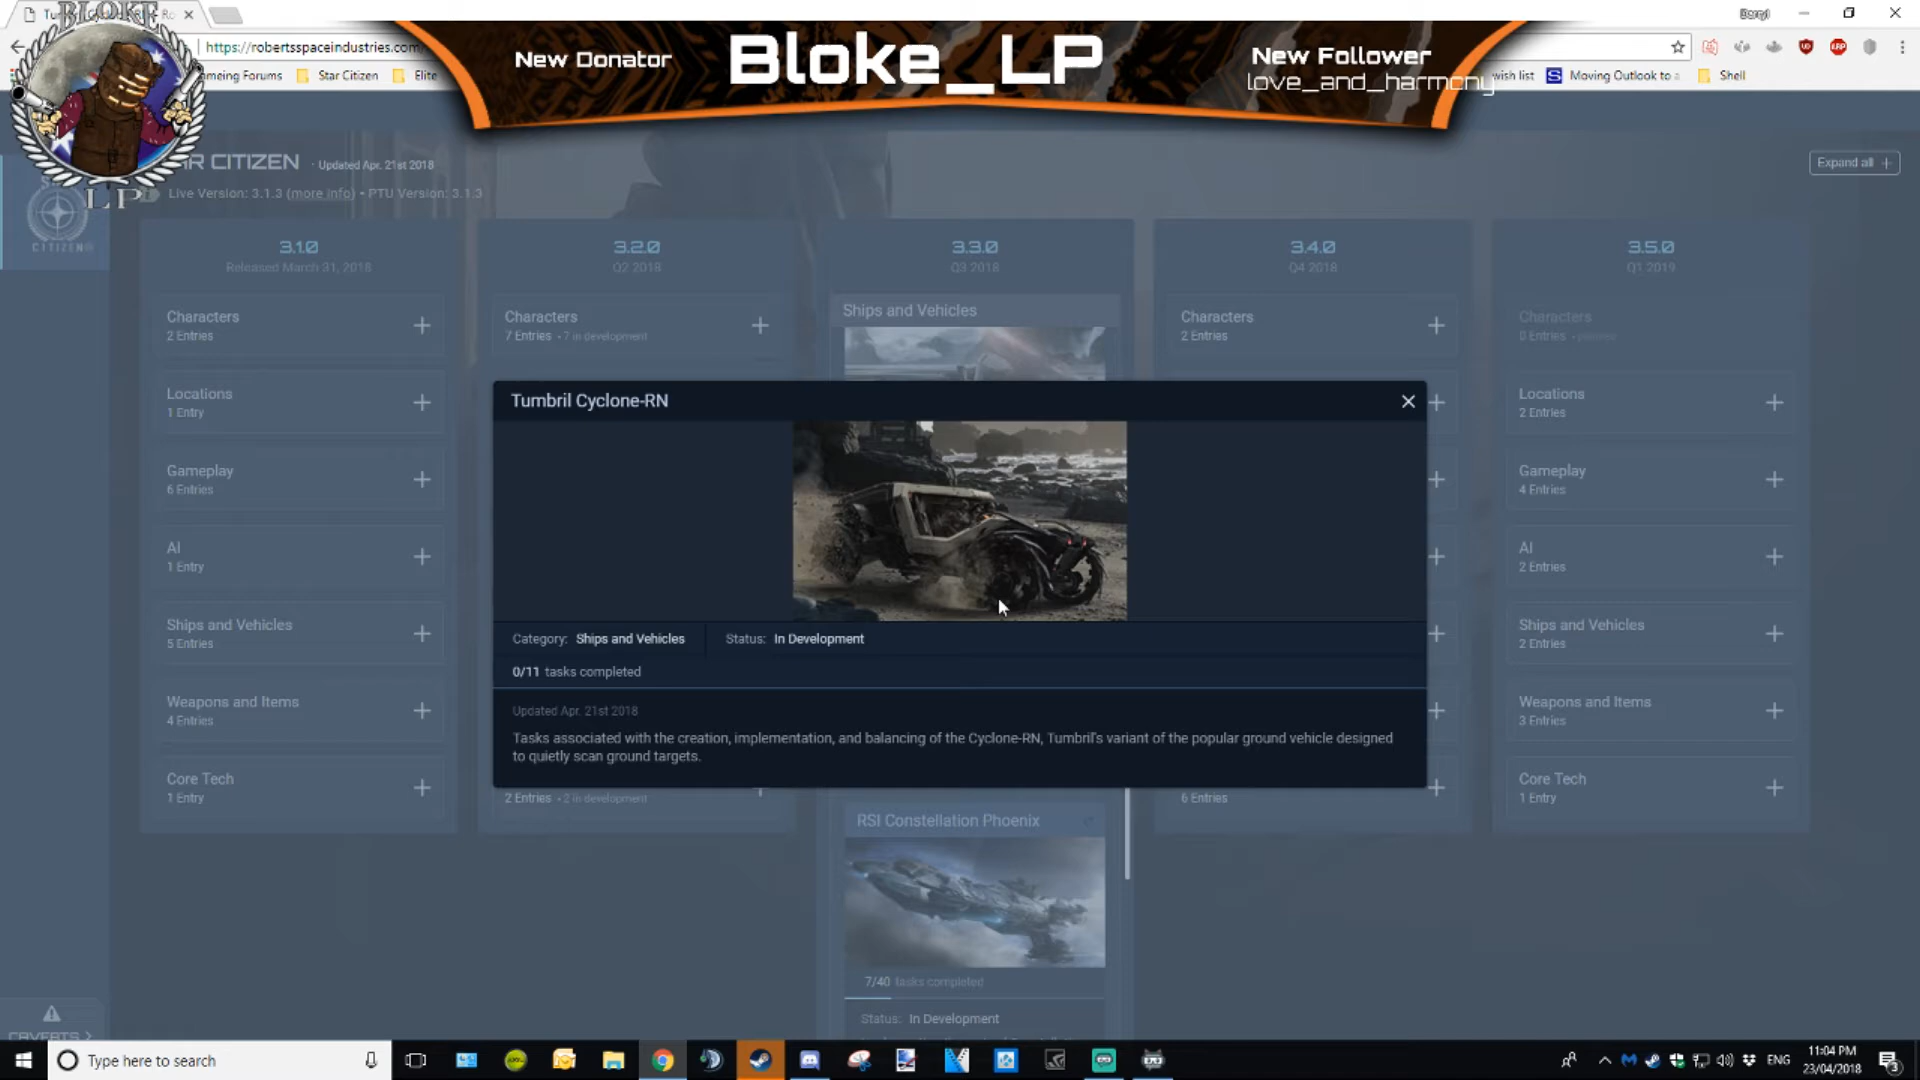 BLOKE
LP
New Donator
Bloke_LP
New Follower
love_and_harmony
https://robertsspaceindustries.com
Star Citizen
Elite
wish list
Moving Outlook to a
Shell
Updated Apr. 21st 2018
Live Version: 3.1.3 (more info) • PTU Version: 3.1.3
Expand all +
3.1.0
Released March 31, 2018
Characters
2 Entries
Locations
1 Entry
Gameplay
6 Entries
AI
1 Entry
Ships and Vehicles
5 Entries
Weapons and Items
4 Entries
Core Tech
1 Entry
3.2.0
Q2 2018
Characters
7 Entries • 7 in development
2 Entries • 2 in development
3.3.0
Q3 2018
Ships and Vehicles
Tumbril Cyclone-RN
Category: Ships and Vehicles
Status: In Development
0/11 tasks completed
Updated Apr. 21st 2018
Tasks associated with the creation, implementation, and balancing of the Cyclone-RN, Tumbril's variant of the popular ground vehicle designed
to quietly scan ground targets.
RSI Constellation Phoenix
7/40 tasks completed
Status: In Development
3.4.0
Q4 2018
Characters
2 Entries
6 Entries
3.5.0
Q1 2019
Characters
0 Entries
Locations
2 Entries
Gameplay
4 Entries
AI
2 Entries
Ships and Vehicles
2 Entries
Weapons and Items
3 Entries
Core Tech
1 Entry
Type here to search
ENG
11:04 PM
23/04/2018